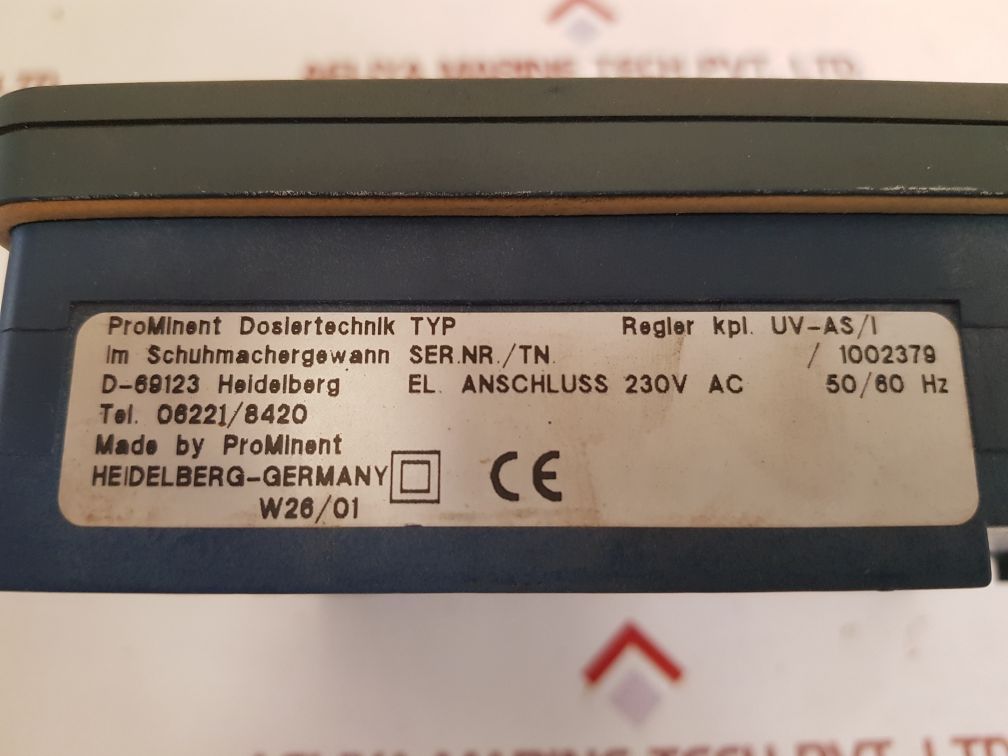 ProMinent Dosiertechnik TYP Regler kpl. UV-AS/I
Im Schuhmachergewann SER.NR./TN. / 1002379
D-69123 Heidelberg EL. ANSCHLUSS 230V AC 50/60 Hz
Tel. 06221/8420
Made by ProMinent
HEIDELBERG-GERMANY CE
W26/01